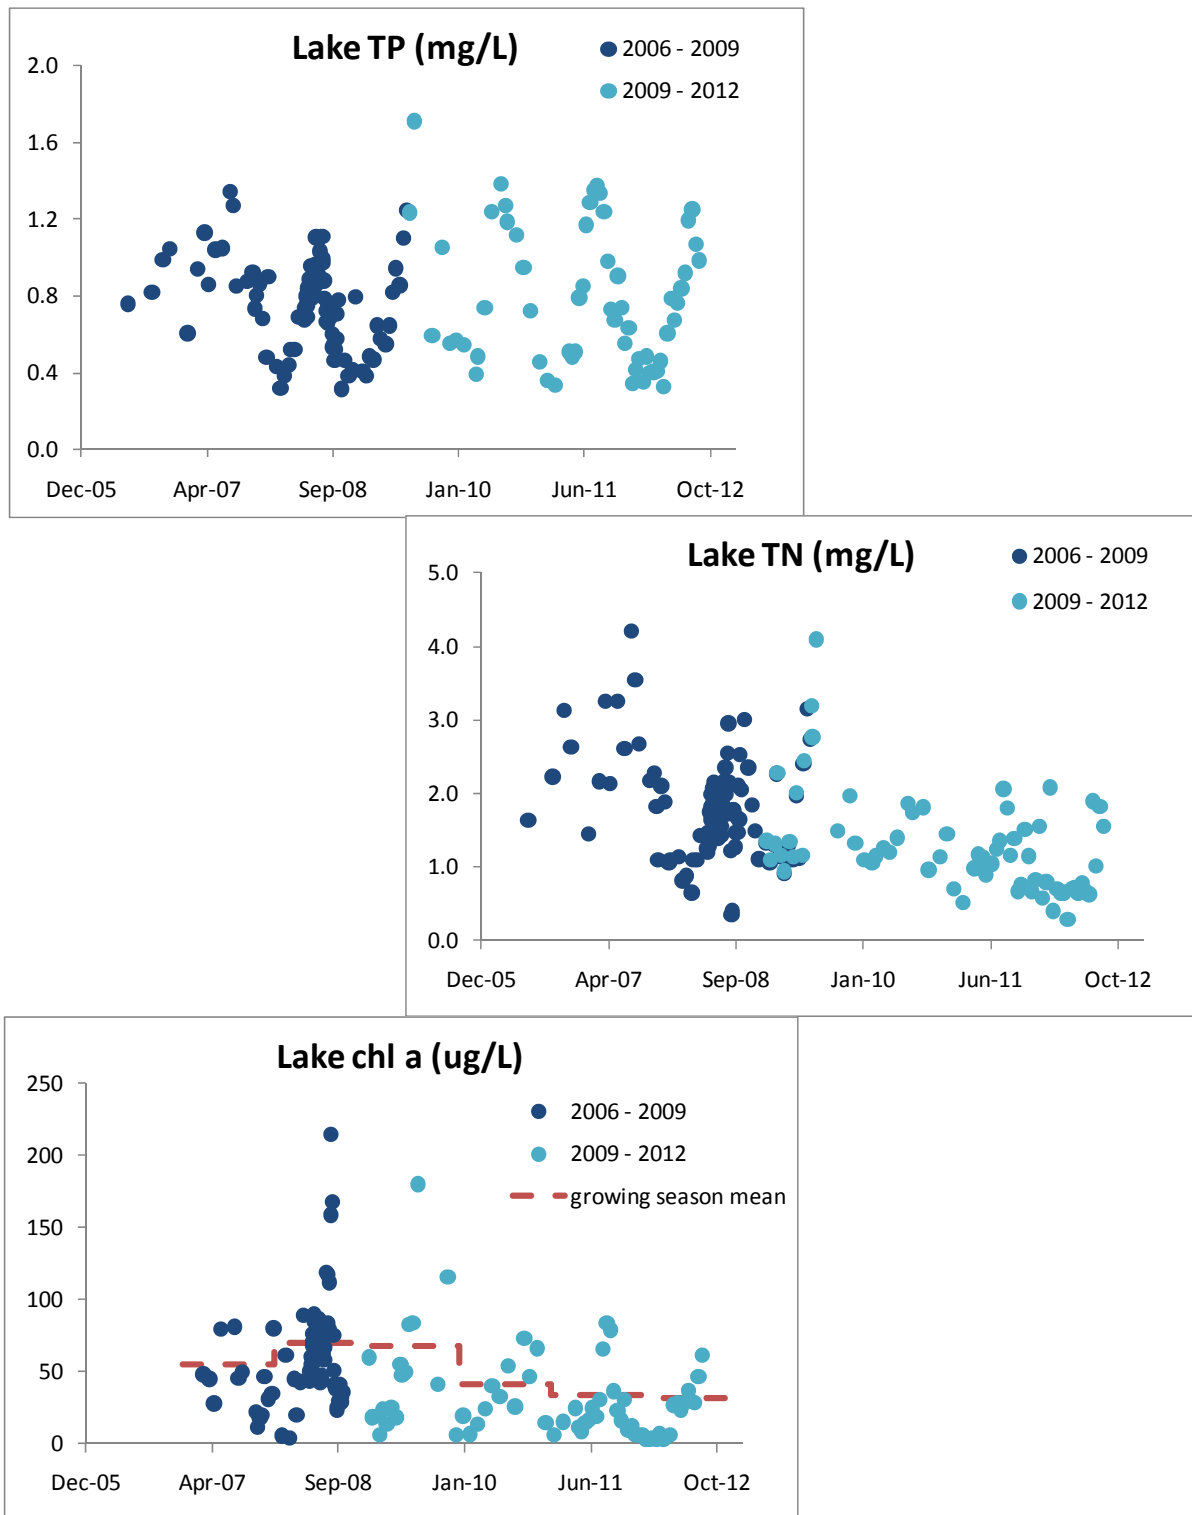 Lake TP (mg/L)
2006 - 2009
2009 - 2012
2.0
1.6
1.2
0.8
0.4
0.0
Dec-05 Apr-07 Sep-08 Jan-10 Jun-11 Oct-12
Lake TN (mg/L)
2006 - 2009
2009 - 2012
5.0
4.0
3.0
2.0
1.0
0.0
Dec-05 Apr-07 Sep-08 Jan-10 Jun-11 Oct-12
Lake chl a (ug/L)
2006 - 2009
2009 - 2012
growing season mean
250
200
150
100
50
0
Dec-05 Apr-07 Sep-08 Jan-10 Jun-11 Oct-12